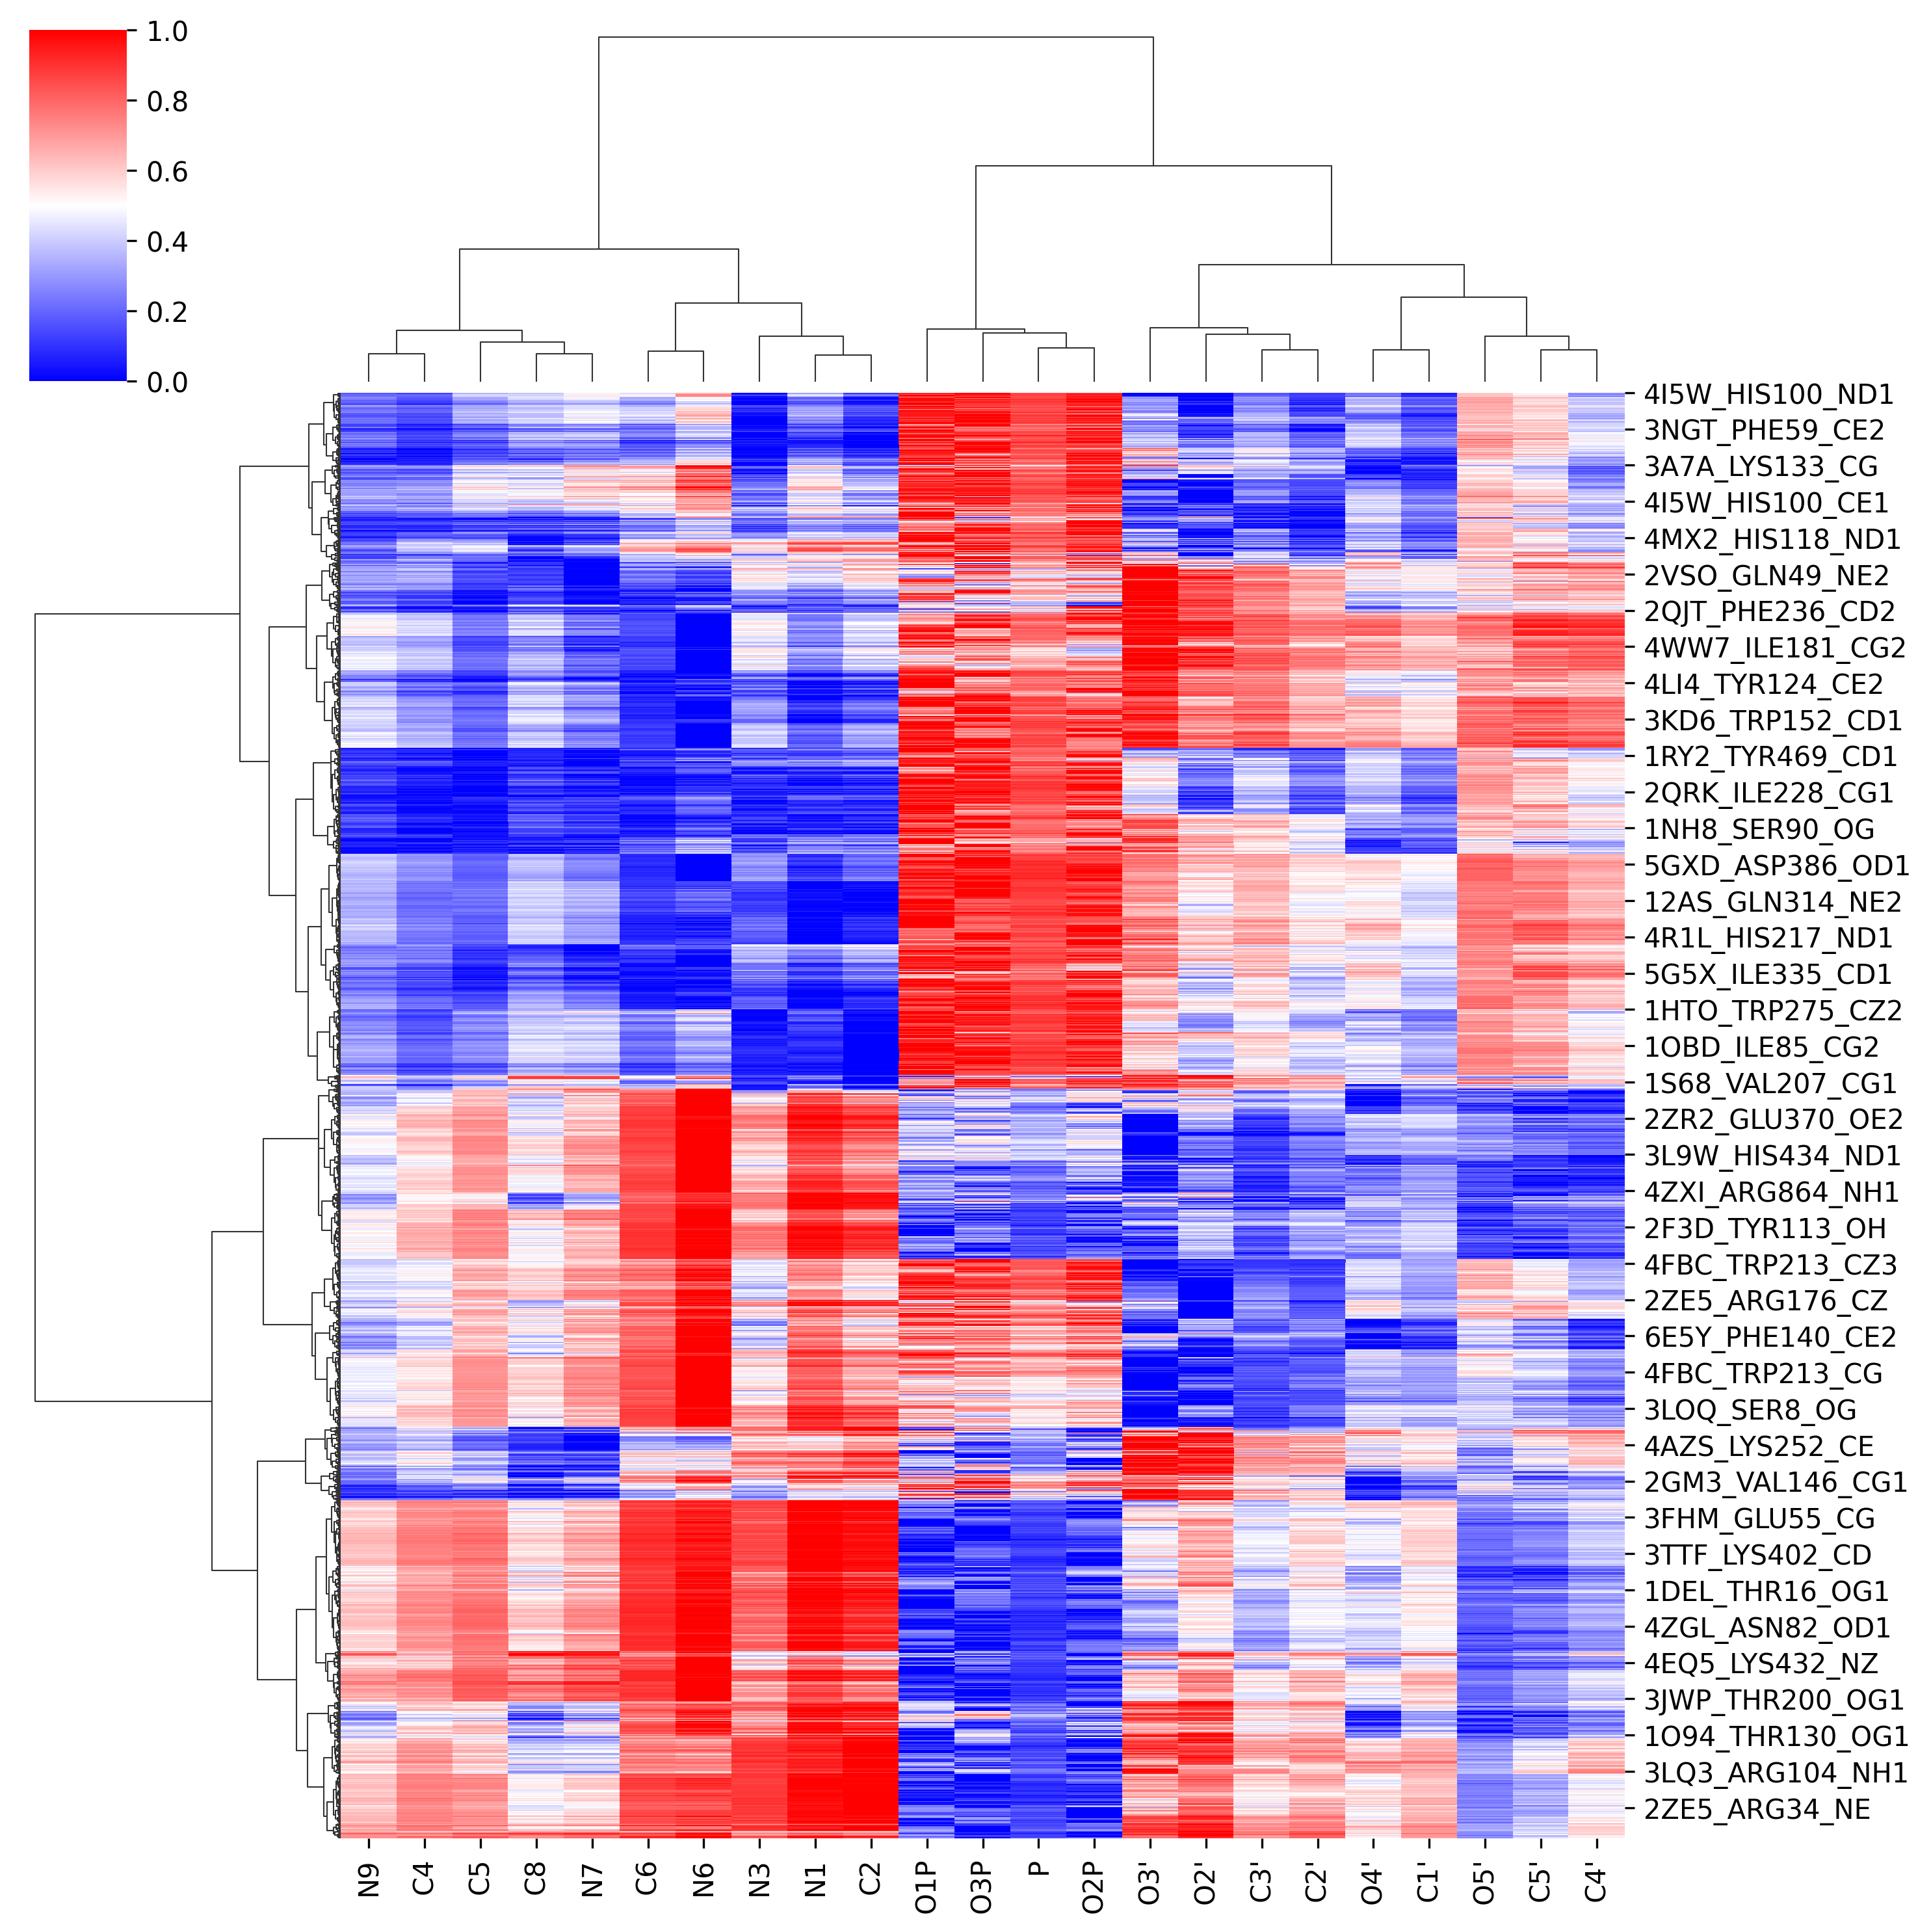 1.0
0.8
0.6
0.4
0.2
0.0
4I5W_HIS100_ND1
3NGT_PHE59_CE2
3A7A_LYS133_CG
4I5W_HIS100_CE1
4MX2_HIS118_ND1
2VSO_GLN49_NE2
2QJT_PHE236_CD2
4WW7_ILE181_CG2
4LI4_TYR124_CE2
3KD6_TRP152_CD1
1RY2_TYR469_CD1
2QRK_ILE228_CG1
1NH8_SER90_OG
5GXD_ASP386_OD1
12AS_GLN314_NE2
4R1L_HIS217_ND1
5G5X_ILE335_CD1
1HTO_TRP275_CZ2
1OBD_ILE85_CG2
1S68_VAL207_CG1
2ZR2_GLU370_OE2
3L9W_HIS434_ND1
4ZXI_ARG864_NH1
2F3D_TYR113_OH
4FBC_TRP213_CZ3
2ZE5_ARG176_CZ
6E5Y_PHE140_CE2
4FBC_TRP213_CG
3LOQ_SER8_OG
4AZS_LYS252_CE
2GM3_VAL146_CG1
3FHM_GLU55_CG
3TTF_LYS402_CD
1DEL_THR16_OG1
4ZGL_ASN82_OD1
4EQ5_LYS432_NZ
3JWP_THR200_OG1
1O94_THR130_OG1
3LQ3_ARG104_NH1
2ZE5_ARG34_NE
N9 C4 C5 C8 N7 C6 N6 N3 N1 C2 O1P O3P P O2P O3' O2' C3' C2' O4' C1' O5' C5' C4'